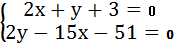 2x + y + 3 = 0
2y - 15x - 51 = 0